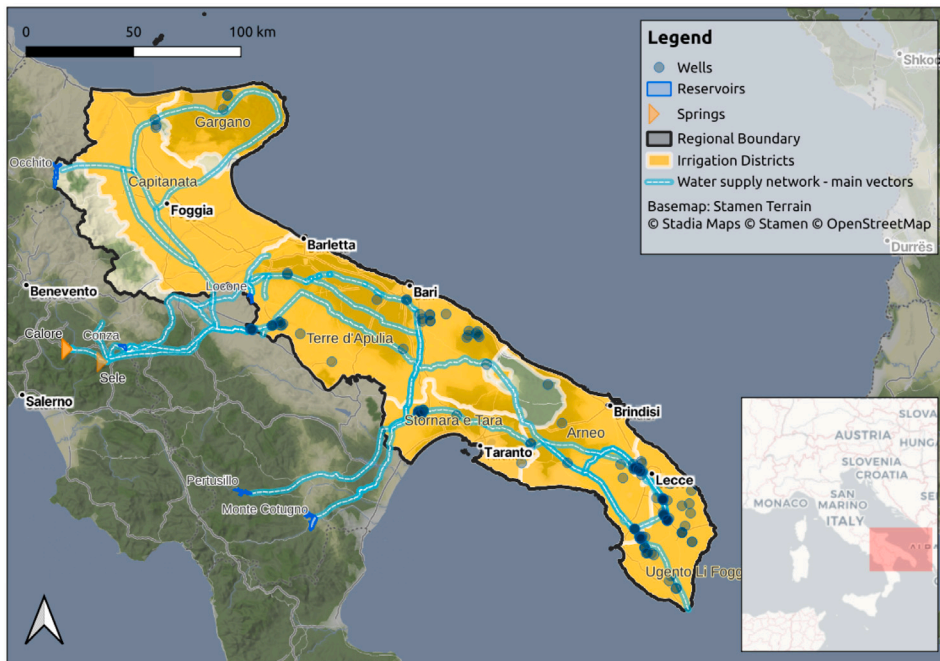 0 50 100 km
Legend
Wells
Reservoirs
Springs
Regional Boundary
Irrigation Districts
Water supply network - main vectors
Basemap: Stamen Terrain
© Stadia Maps © Stamen © OpenStreetMap
Shkod
Durrës
Gargano
Occhito
Capitanata
Foggia
Barletta
Benevento
Locone
Bari
Calore
Conza
Terre d'Apulia
Sele
Salerno
Stornara e Tara
Brindisi
Arneo
Taranto
Lecce
Pertusillo
Monte Cotugno
Ugento Li Fogg
SLOVA
AUSTRIA
HUNGA
SLOVENIA
CROATIA
SAN
MARINO
MONACO
ITALY